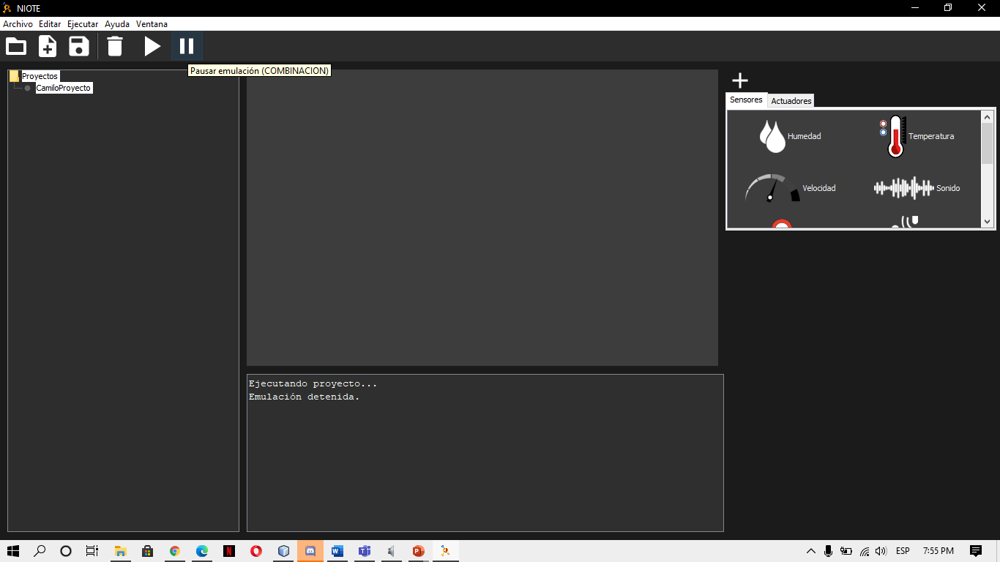 NIOTE
Archivo Editar Ejecutar Ayuda Ventana
Pausar emulación (COMBINACION)
Proyectos
CamiloProyecto
Sensores Actuadores
Humedad Temperatura
Velocidad Sonido
Ejecutando proyecto...
Emulación detenida.
ESP 7:55 PM